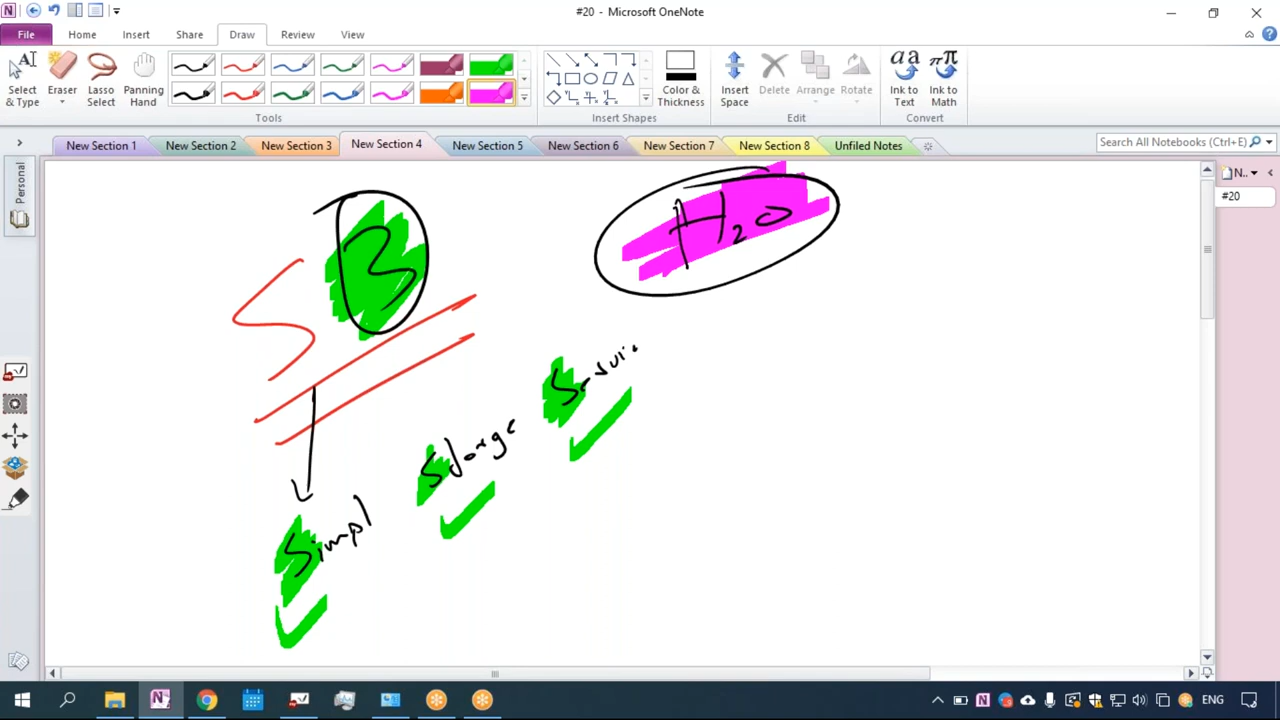 #20 - Microsoft OneNote
File Home Insert Share Draw Review View
Select & Type
Eraser
Lasso Select
Panning Hand
Color & Thickness
Insert Space
Delete
Arrange
Rotate
Ink to Text
Ink to Math
Tools
Insert Shapes
Edit
Convert
New Section 1 New Section 2 New Section 3 New Section 4 New Section 5 New Section 6 New Section 7 New Section 8 Unfiled Notes
Search All Notebooks (Ctrl+E)
N..
#20
Personal
S 3
H2O
Simpl
ENG